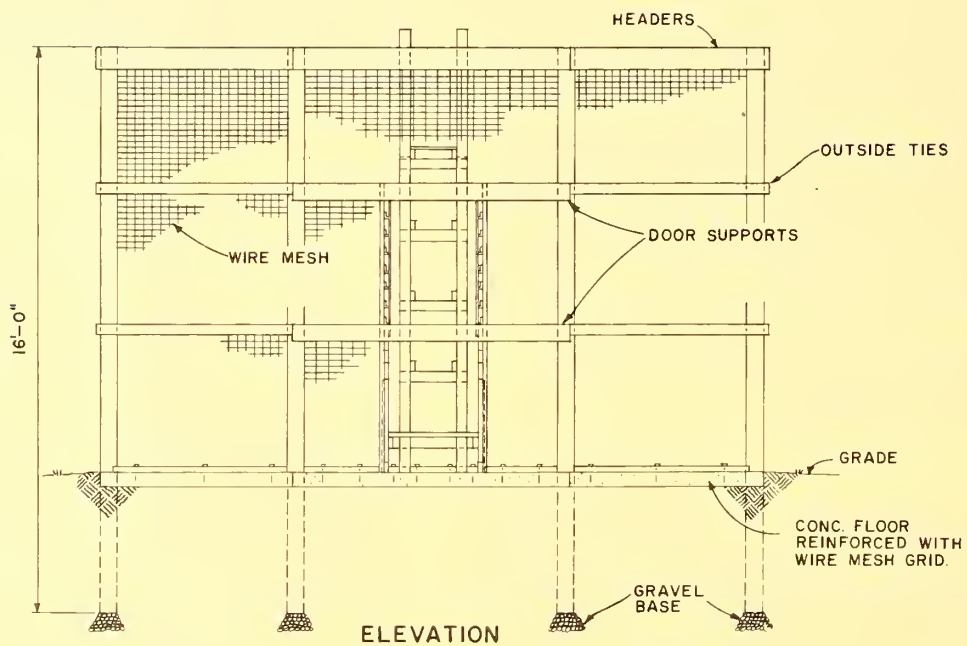 HEADERS
OUTSIDE TIES
DOOR SUPPORTS
WIRE MESH
16'-0"
GRADE
CONC. FLOOR
REINFORCED WITH
WIRE MESH GRID.
GRAVEL
BASE
ELEVATION